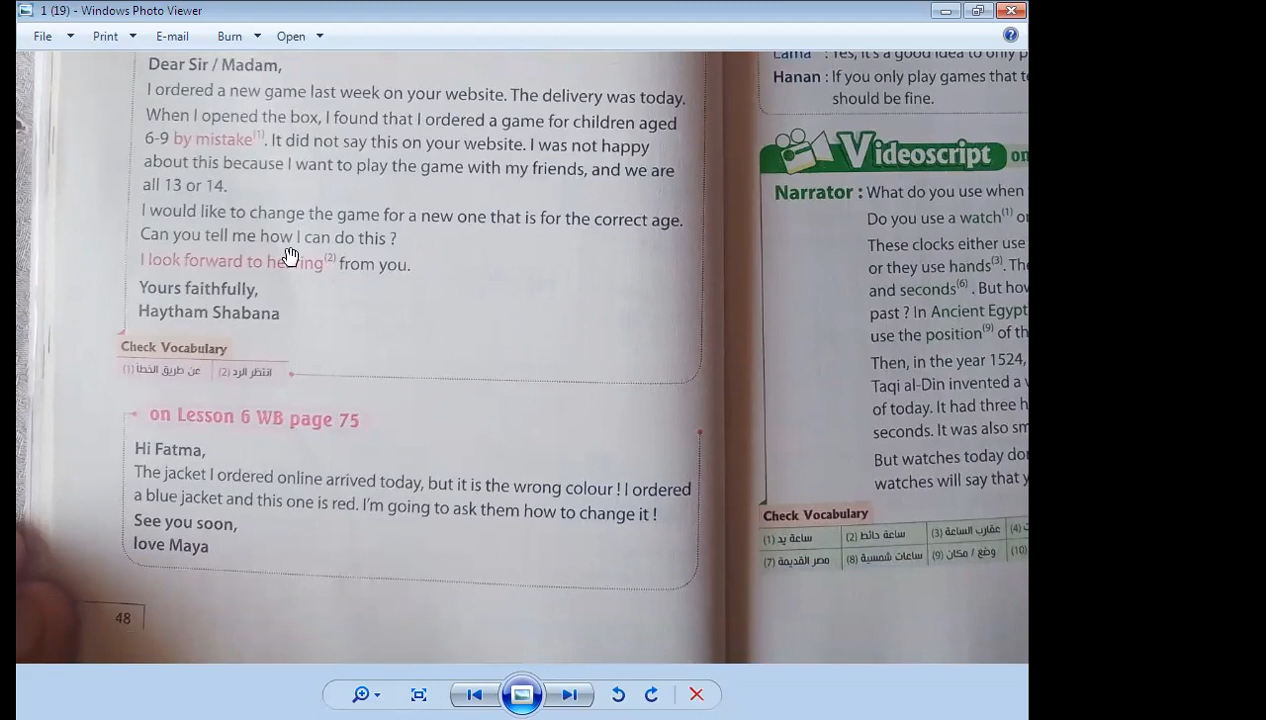 1 (19) - Windows Photo Viewer
File Print E-mail Burn Open
Dear Sir / Madam,
I ordered a new game last week on your website. The delivery was today.
When I opened the box, I found that I ordered a game for children aged
6-9 by mistake(1). It did not say this on your website. I was not happy
about this because I want to play the game with my friends, and we are
all 13 or 14.
I would like to change the game for a new one that is for the correct age.
Can you tell me how I can do this ?
I look forward to hearing(2) from you.
Yours faithfully,
Haytham Shabana
Check Vocabulary
(1) عن طريق الخطأ (2) انتظر الرد
on Lesson 6 WB page 75
Hi Fatma,
The jacket I ordered online arrived today, but it is the wrong colour ! I ordered
a blue jacket and this one is red. I'm going to ask them how to change it !
See you soon,
love Maya
48
Lama : Yes, it's a good idea to only p
Hanan : If you only play games that t
should be fine.
Videoscript on
Narrator : What do you use when
Do you use a watch(1) o
These clocks either use
or they use hands(3). The
and seconds(6). But how
past ? In Ancient Egypt
use the position(9) of th
Then, in the year 1524,
Taqi al-Din invented a
of today. It had three h
seconds. It was also sm
But watches today do
watches will say that y
Check Vocabulary
(1) ساعة يد (2) ساعة حائط (3) عقارب الساعة (4)
(7) مصر القديمة (8) ساعات شمسية (9) وضع / مكان (10)